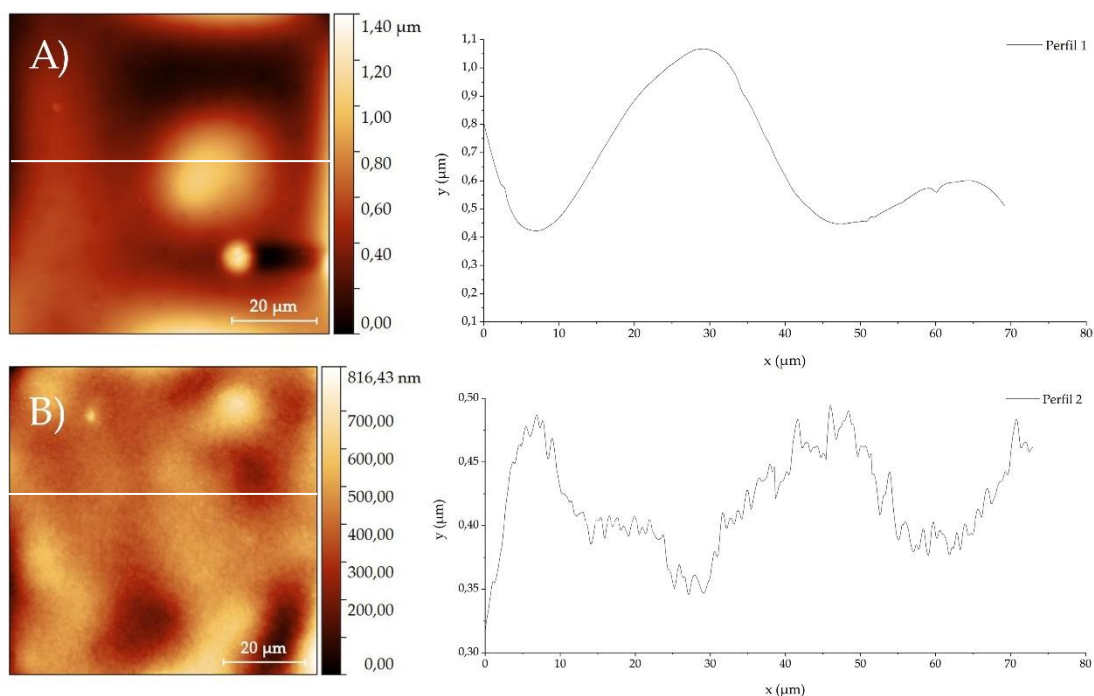 A)
1,40 µm
1,20
1,00
0,80
0,60
0,40
0,00
20 µm
Perfil 1
1,1
1,0
0,9
0,8
0,7
0,6
0,5
0,4
0,3
0,2
0,1
y (µm)
0 10 20 30 40 50 60 70 80
x (µm)
B)
816,43 nm
700,00
600,00
500,00
400,00
300,00
200,00
0,00
20 µm
Perfil 2
0,50
0,45
0,40
0,35
0,30
y (µm)
0 10 20 30 40 50 60 70 80
x (µm)